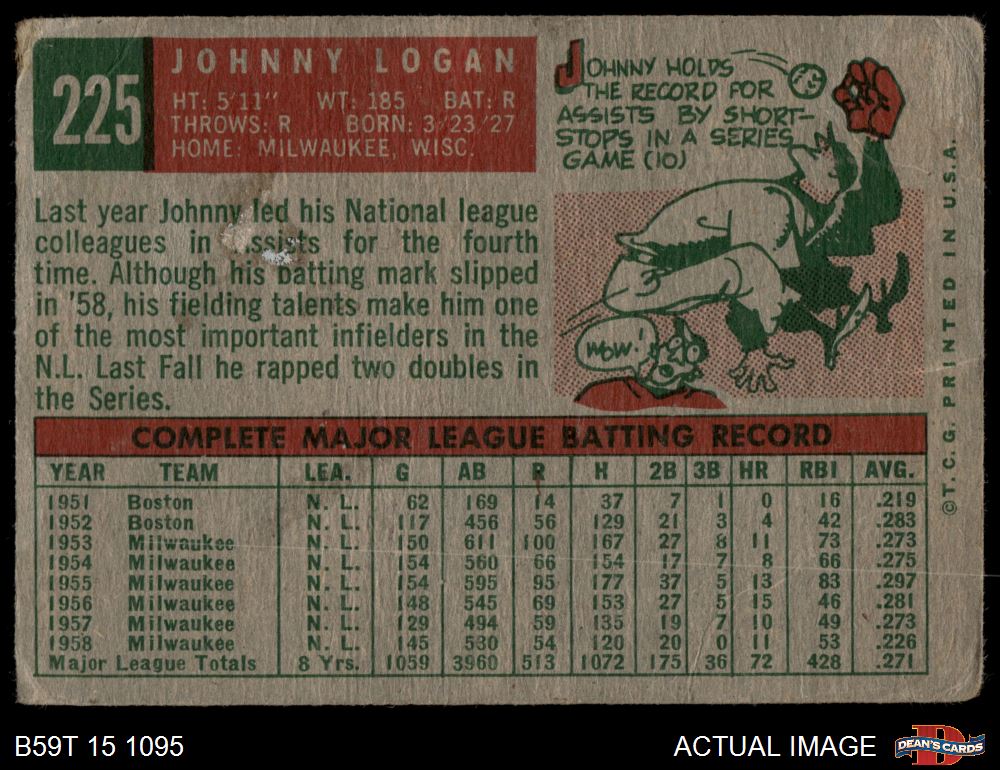 225
JOHNNY LOGAN
HT: 5'11" WT: 185 BAT: R
THROWS: R BORN: 3/23/27
HOME: MILWAUKEE, WISC.
JOHNNY HOLDS
THE RECORD FOR
ASSISTS BY SHORT-
STOPS IN A SERIES
GAME (10)
WOW!
Last year Johnny led his National league
colleagues in assists for the fourth
time. Although his batting mark slipped
in '58, his fielding talents make him one
of the most important infielders in the
N.L. Last Fall he rapped two doubles in
the Series.
COMPLETE MAJOR LEAGUE BATTING RECORD
YEAR TEAM LEA. G AB R H 2B 3B HR RBI AVG.
1951 Boston N. L. 62 169 14 37 7 1 0 16 .219
1952 Boston N. L. 117 456 56 129 21 3 4 42 .283
1953 Milwaukee N. L. 150 611 100 167 27 8 11 73 .273
1954 Milwaukee N. L. 154 560 66 154 17 7 8 66 .275
1955 Milwaukee N. L. 154 595 95 177 37 5 13 83 .297
1956 Milwaukee N. L. 148 545 69 153 27 5 15 46 .281
1957 Milwaukee N. L. 129 494 59 135 19 7 10 49 .273
1958 Milwaukee N. L. 145 530 54 120 20 0 11 53 .226
Major League Totals 8 Yrs. 1059 3960 513 1072 175 36 72 428 .271
©T.C.G. PRINTED IN U.S.A.
B59T 15 1095
ACTUAL IMAGE
DEAN'S CARDS